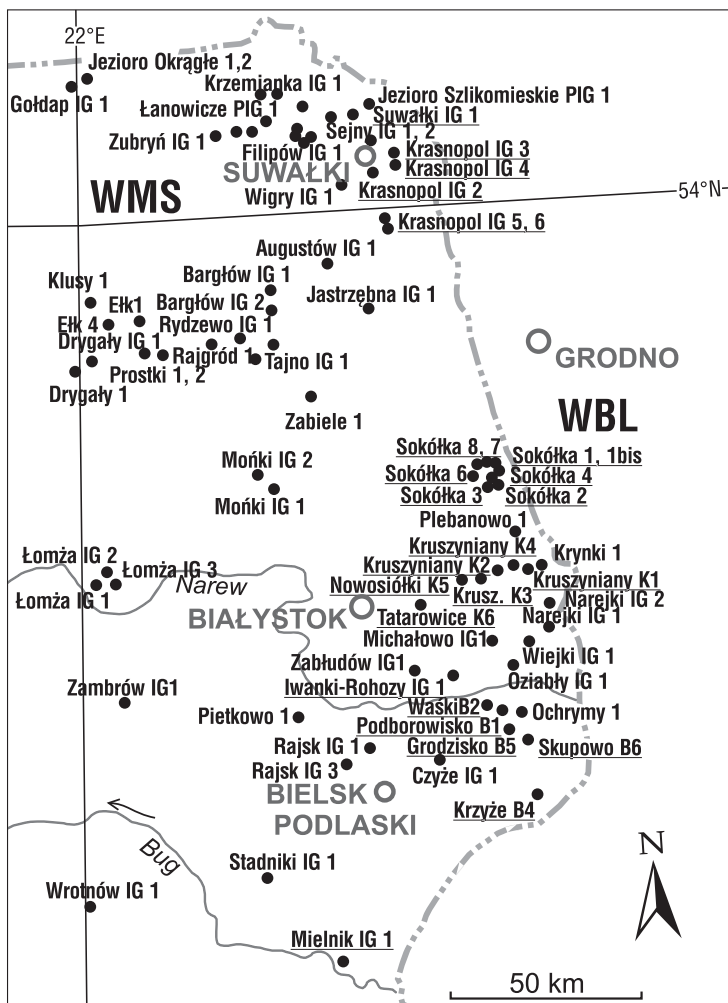 22°E
Jezioro Okrągłe 1,2
Krzemianka IG 1
Gołdap IG 1
Łanowicze PIG 1
Jezioro Szlikomieskie PIG 1
Suwałki IG 1
Zubryń IG 1
Sejny IG 1, 2
Filipów IG 1
Krasnopol IG 3
SUWAŁKI
Krasnopol IG 4
WMS
Wigry IG 1
Krasnopol IG 2
54°N
Krasnopol IG 5, 6
Augustów IG 1
Klusy 1
Bargłów IG 1
Ełk1
Bargłów IG 2
Jastrzębna IG 1
Ełk 4
Rydzewo IG 1
Drygały IG 1
Rajgród 1
Tajno IG 1
GRODNO
Prostki 1, 2
Drygały 1
Zabiele 1
WBL
Sokółka 8, 7
Sokółka 1, 1bis
Mońki IG 2
Sokółka 6
Sokółka 4
Sokółka 3
Sokółka 2
Mońki IG 1
Plebanowo 1
Kruszyniany K4
Łomża IG 2
Kruszyniany K2
Krynki 1
Łomża IG 3
Narew
Nowosiółki K5
Kruszyniany K1
Łomża IG 1
Krusz. K3
Narejki IG 2
BIAŁYSTOK
Tatarowice K6
Narejki IG 1
Michałowo IG1
Zabłudów IG1
Wiejki IG 1
Iwanki-Rohozy IG 1
Oziabły IG 1
Zambrów IG1
WaśkiB2
Pietkowo 1
Ochrymy 1
Podborowisko B1
Rajsk IG 1
Grodzisko B5
Skupowo B6
Rajsk IG 3
Czyże IG 1
BIELSK
PODLASKI
Krzyże B4
N
Bug
Stadniki IG 1
Wrotnów IG 1
Mielnik IG 1
50 km